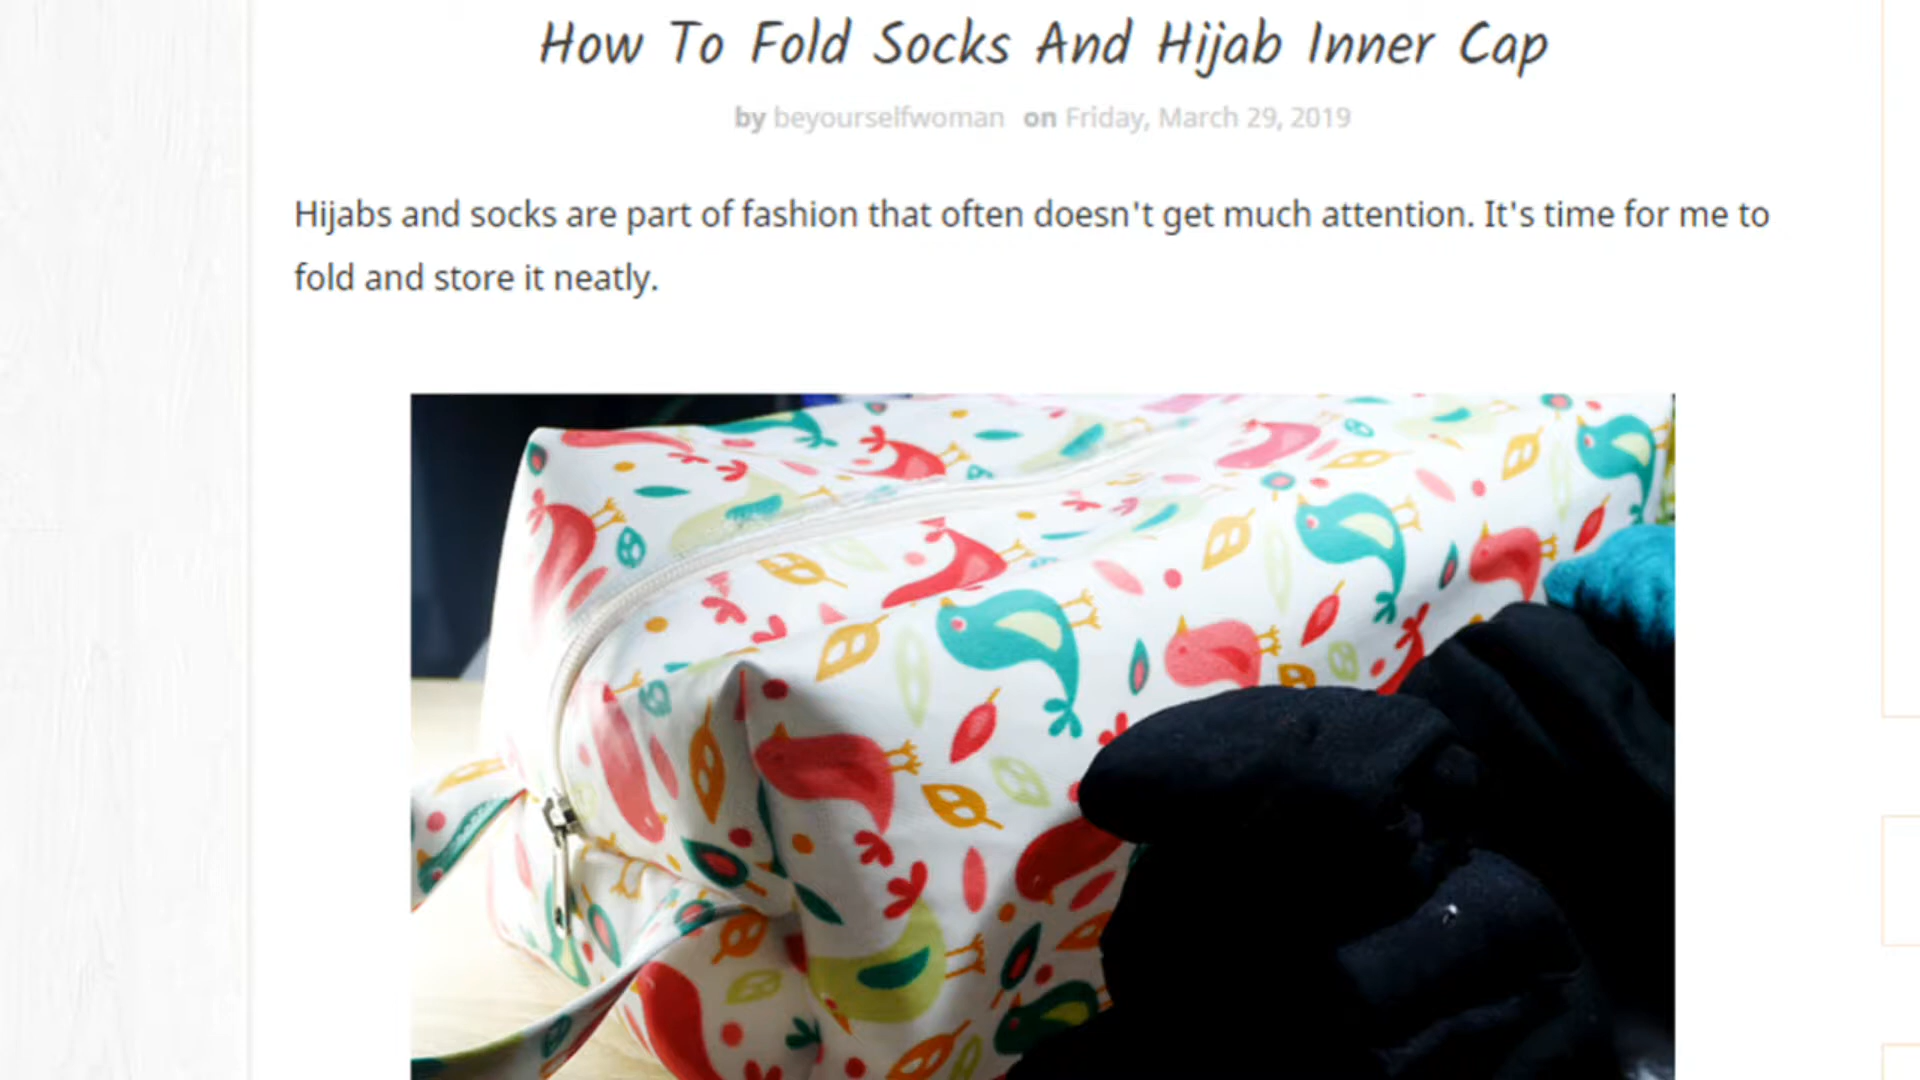 How To Fold Socks And Hijab Inner Cap
by beyourselfwoman on Friday, March 29, 2019
Hijabs and socks are part of fashion that often doesn't get much attention. It's time for me to
fold and store it neatly.